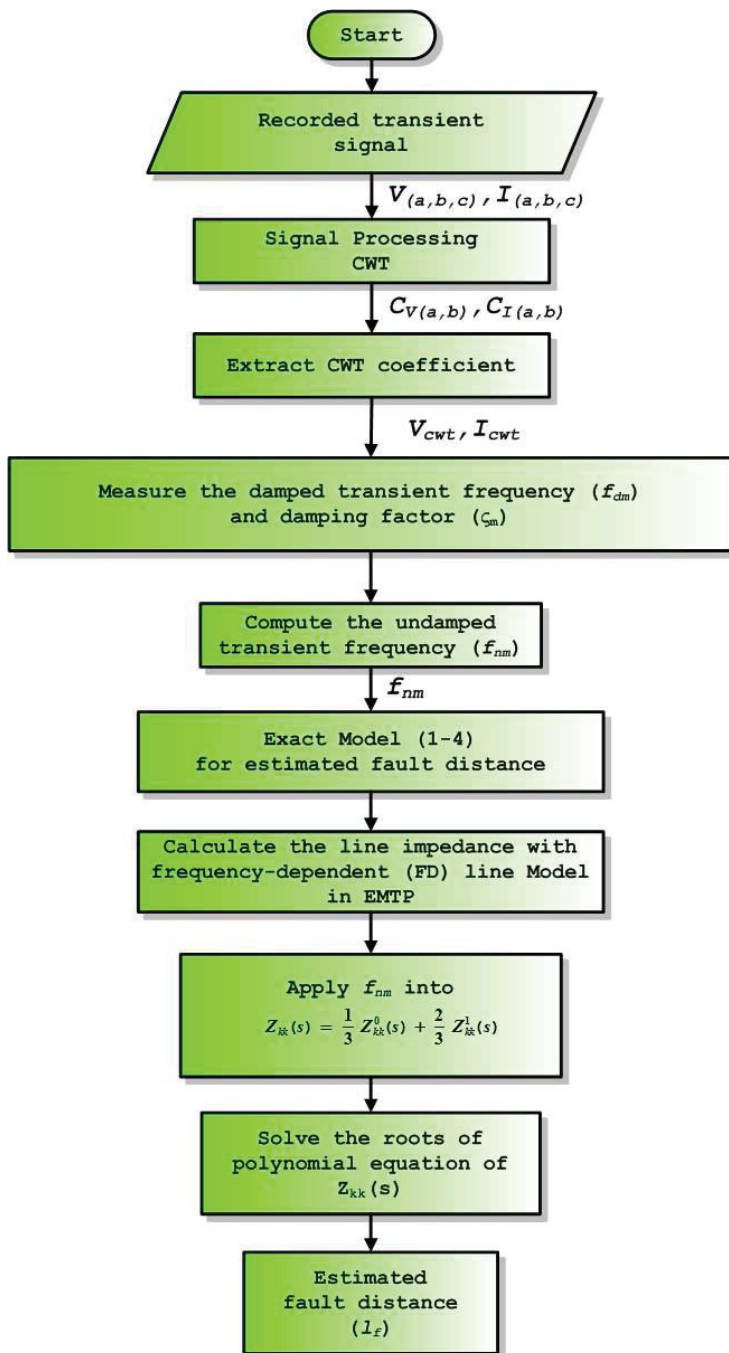 Start
Recorded transient
signal
V(a,b,c), I(a,b,c)
Signal Processing
CWT
CV(a,b), CI(a,b)
Extract CWT coefficient
Vcwt, Icwt
Measure the damped transient frequency (fdm)
and damping factor (ςm)
Compute the undamped
transient frequency (fnm)
fnm
Exact Model (1-4)
for estimated fault distance
Calculate the line impedance with
frequency-dependent (FD) line Model
in EMTP
Apply fnm into
Zkk(s) = 1/3 Z⁰kk(s) + 2/3 Z¹kk(s)
Solve the roots of
polynomial equation of
Zkk(s)
Estimated
fault distance
(lf)